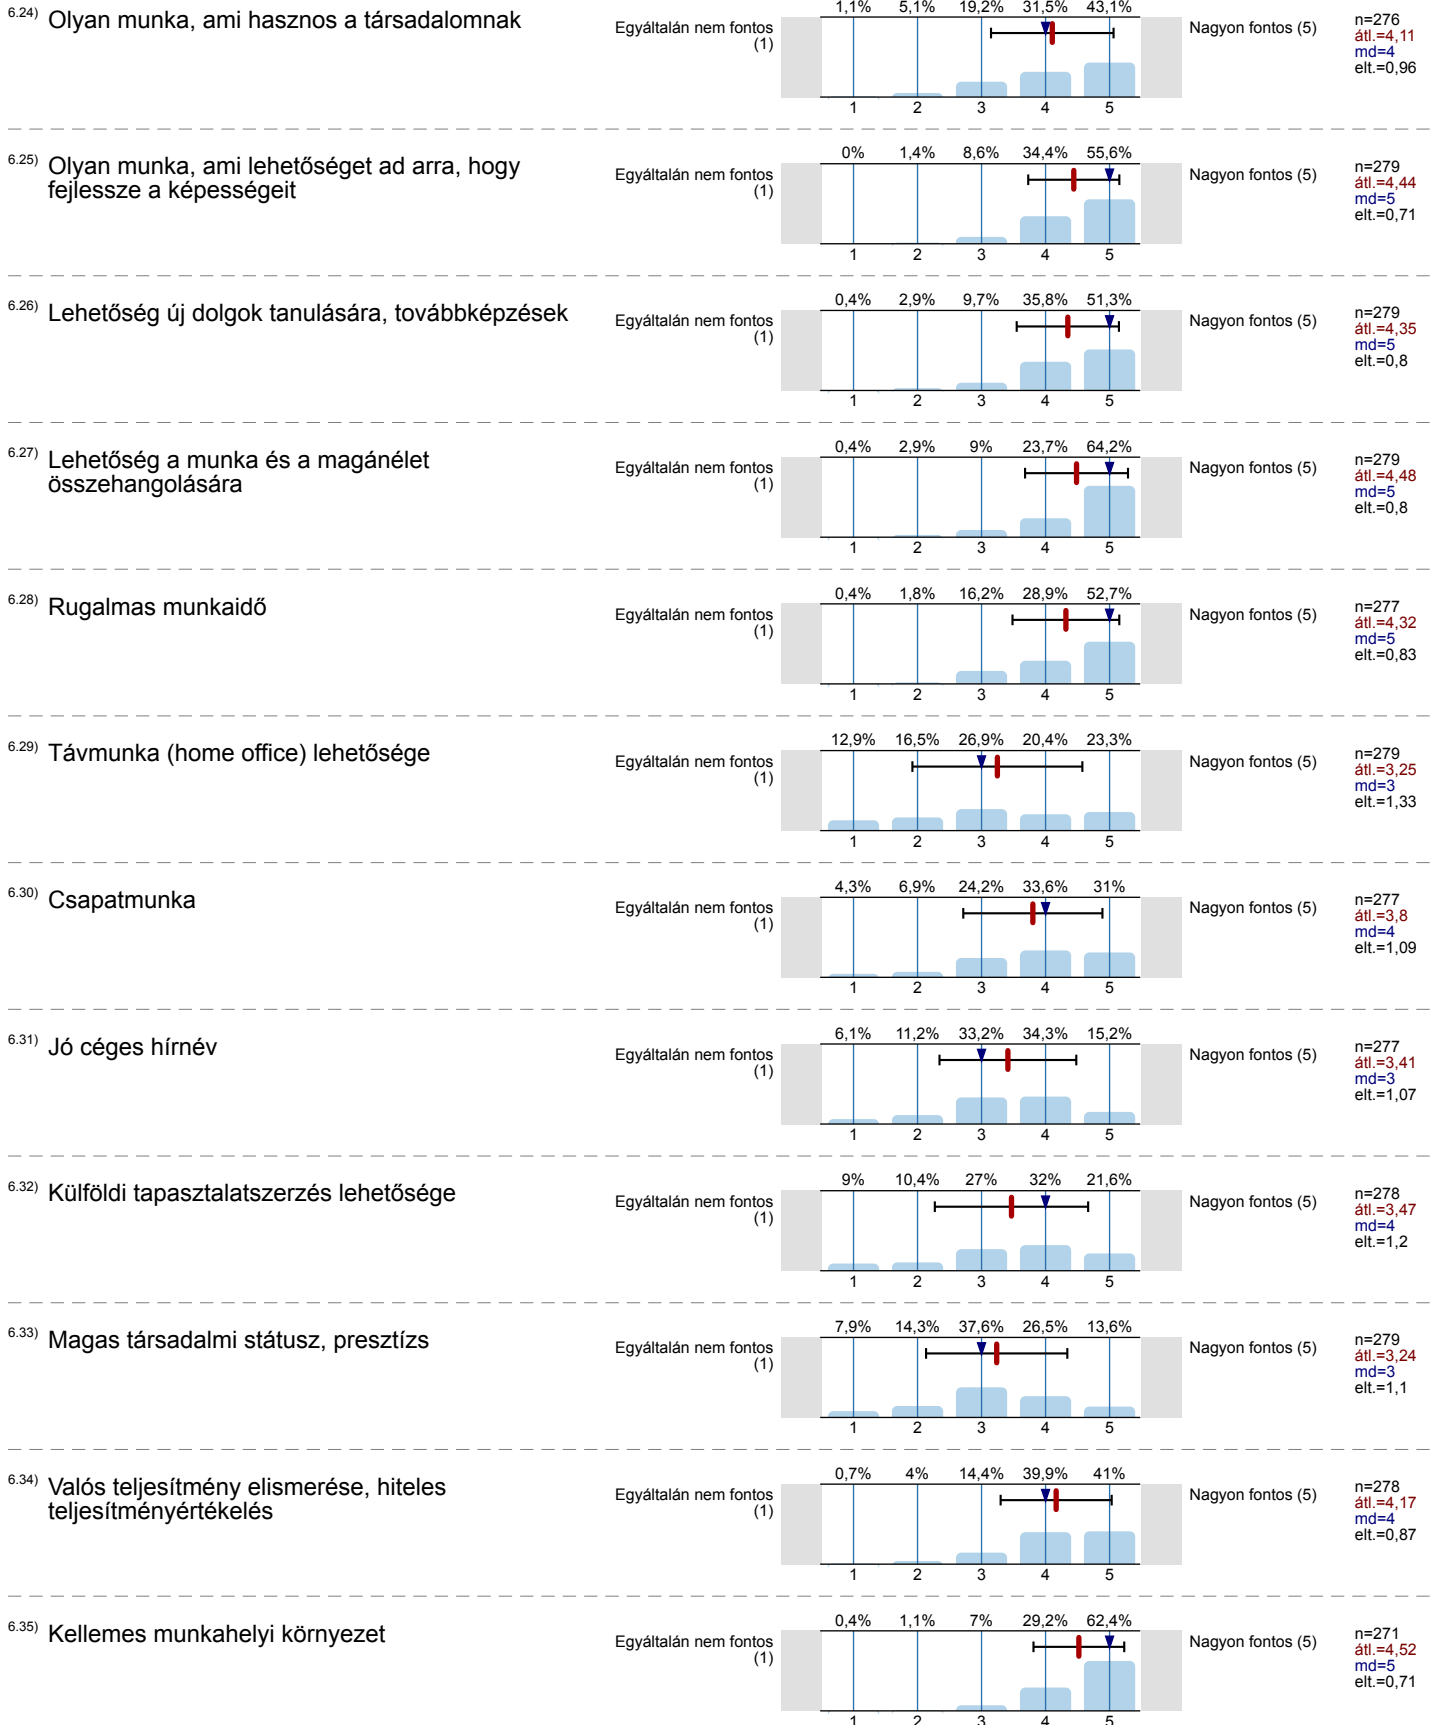 6.24) Olyan munka, ami hasznos a társadalomnak
Egyáltalán nem fontos
(1)
1,1% 5,1% 19,2% 31,5% 43,1%
1 2 3 4 5
Nagyon fontos (5)
n=276
átl.=4,11
md=4
elt.=0,96
6.25) Olyan munka, ami lehetőséget ad arra, hogy
fejlessze a képességeit
Egyáltalán nem fontos
(1)
0% 1,4% 8,6% 34,4% 55,6%
1 2 3 4 5
Nagyon fontos (5)
n=279
átl.=4,44
md=5
elt.=0,71
6.26) Lehetőség új dolgok tanulására, továbbképzések
Egyáltalán nem fontos
(1)
0,4% 2,9% 9,7% 35,8% 51,3%
1 2 3 4 5
Nagyon fontos (5)
n=279
átl.=4,35
md=5
elt.=0,8
6.27) Lehetőség a munka és a magánélet
összehangolására
Egyáltalán nem fontos
(1)
0,4% 2,9% 9% 23,7% 64,2%
1 2 3 4 5
Nagyon fontos (5)
n=279
átl.=4,48
md=5
elt.=0,8
6.28) Rugalmas munkaidő
Egyáltalán nem fontos
(1)
0,4% 1,8% 16,2% 28,9% 52,7%
1 2 3 4 5
Nagyon fontos (5)
n=277
átl.=4,32
md=5
elt.=0,83
6.29) Távmunka (home office) lehetősége
Egyáltalán nem fontos
(1)
12,9% 16,5% 26,9% 20,4% 23,3%
1 2 3 4 5
Nagyon fontos (5)
n=279
átl.=3,25
md=3
elt.=1,33
6.30) Csapatmunka
Egyáltalán nem fontos
(1)
4,3% 6,9% 24,2% 33,6% 31%
1 2 3 4 5
Nagyon fontos (5)
n=277
átl.=3,8
md=4
elt.=1,09
6.31) Jó céges hírnév
Egyáltalán nem fontos
(1)
6,1% 11,2% 33,2% 34,3% 15,2%
1 2 3 4 5
Nagyon fontos (5)
n=277
átl.=3,41
md=3
elt.=1,07
6.32) Külföldi tapasztalatszerzés lehetősége
Egyáltalán nem fontos
(1)
9% 10,4% 27% 32% 21,6%
1 2 3 4 5
Nagyon fontos (5)
n=278
átl.=3,47
md=4
elt.=1,2
6.33) Magas társadalmi státusz, presztízs
Egyáltalán nem fontos
(1)
7,9% 14,3% 37,6% 26,5% 13,6%
1 2 3 4 5
Nagyon fontos (5)
n=279
átl.=3,24
md=3
elt.=1,1
6.34) Valós teljesítmény elismerése, hiteles
teljesítményértékelés
Egyáltalán nem fontos
(1)
0,7% 4% 14,4% 39,9% 41%
1 2 3 4 5
Nagyon fontos (5)
n=278
átl.=4,17
md=4
elt.=0,87
6.35) Kellemes munkahelyi környezet
Egyáltalán nem fontos
(1)
0,4% 1,1% 7% 29,2% 62,4%
1 2 3 4 5
Nagyon fontos (5)
n=271
átl.=4,52
md=5
elt.=0,71